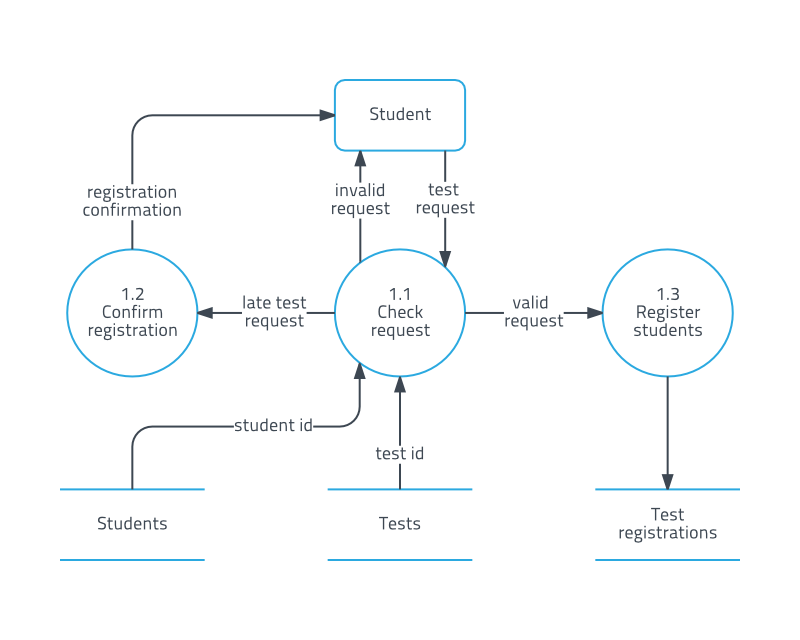 Student
registration
confirmation
invalid
request
test
request
1.2
Confirm
registration
late test
request
1.1
Check
request
valid
request
1.3
Register
students
student id
test id
Students
Tests
Test
registrations